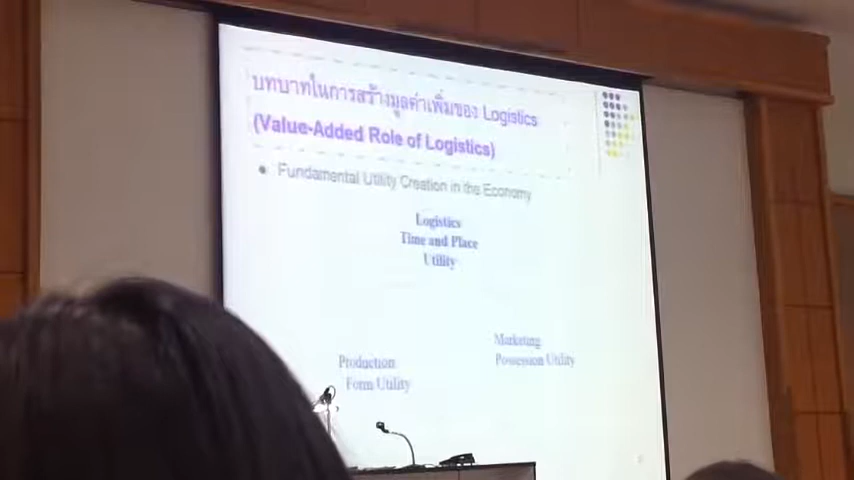 บทบาทในการสร้างมูลค่าเพิ่มของ Logistics
(Value-Added Role of Logistics)
Fundamental Utility Creation in the Economy
Logistics
Time and Place
Utility
Marketing
Possession Utility
Production
Form Utility